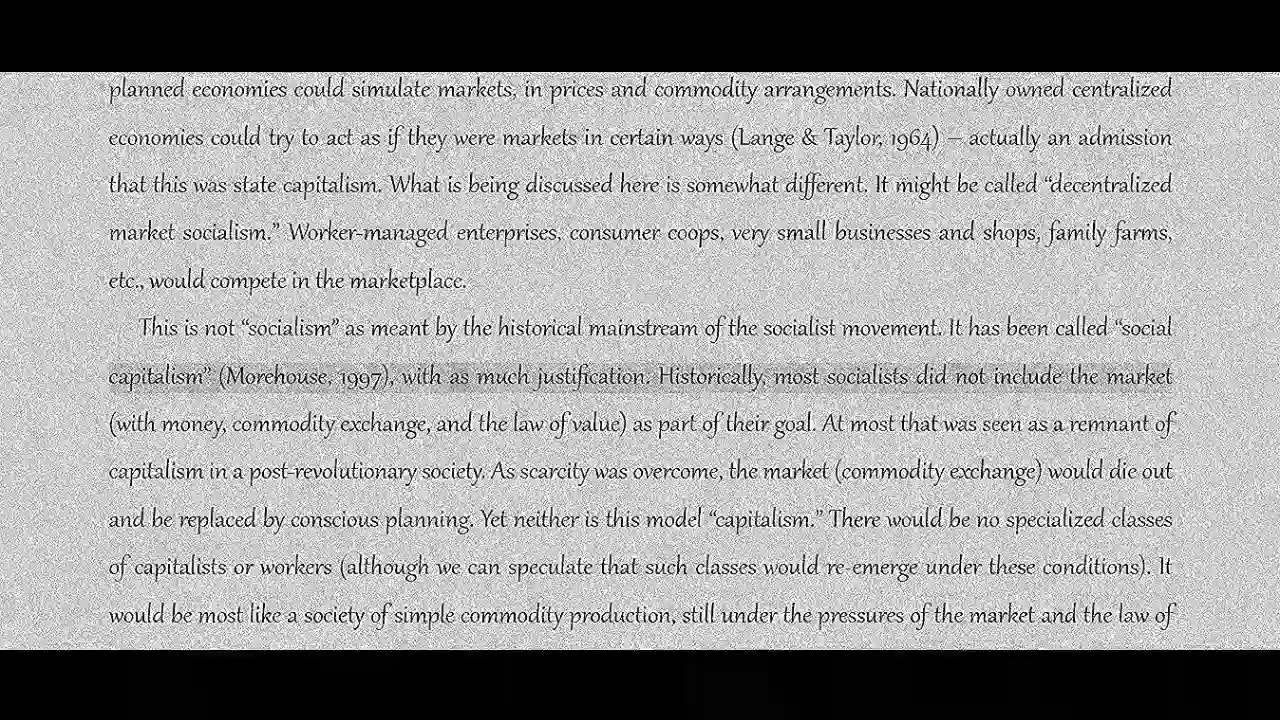 planned economies could simulate markets, in prices and commodity arrangements. Nationally owned centralized
economies could try to act as if they were markets in certain ways (Lange & Taylor, 1964) – actually an admission
that this was state capitalism. What is being discussed here is somewhat different. It might be called “decentralized
market socialism.” Worker-managed enterprises, consumer coops, very small businesses and shops, family farms,
etc., would compete in the marketplace.
This is not “socialism” as meant by the historical mainstream of the socialist movement. It has been called “social
capitalism” (Morehouse, 1997), with as much justification. Historically, most socialists did not include the market
(with money, commodity exchange, and the law of value) as part of their goal. At most that was seen as a remnant of
capitalism in a post-revolutionary society. As scarcity was overcome, the market (commodity exchange) would die out
and be replaced by conscious planning. Yet neither is this model “capitalism.” There would be no specialized classes
of capitalists or workers (although we can speculate that such classes would re-emerge under these conditions). It
would be most like a society of simple commodity production, still under the pressures of the market and the law of